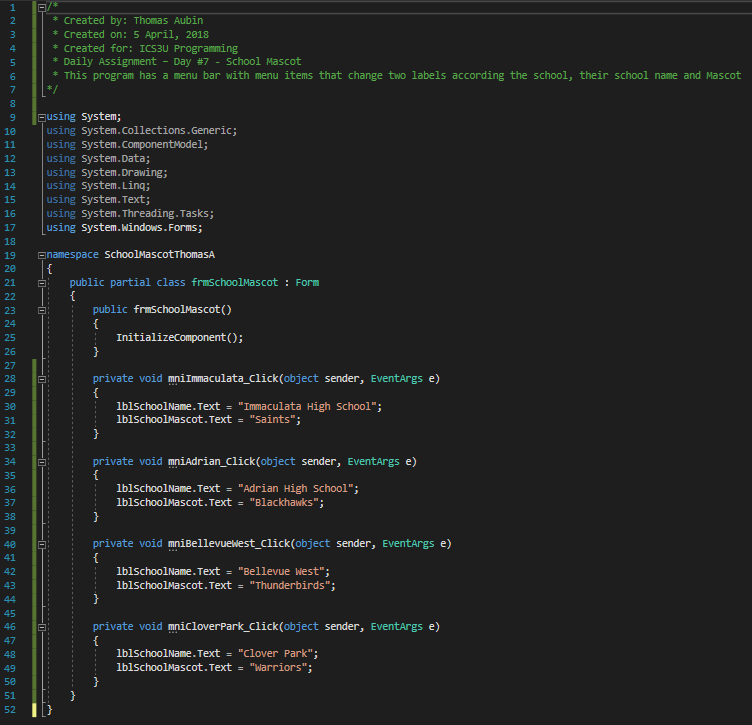 1 /*
2 * Created by: Thomas Aubin
3 * Created on: 5 April, 2018
4 * Created for: ICS3U Programming
5 * Daily Assignment – Day #7 - School Mascot
6 * This program has a menu bar with menu items that change two labels according the school, their school name and Mascot
7 */
8
9 using System;
10 using System.Collections.Generic;
11 using System.ComponentModel;
12 using System.Data;
13 using System.Drawing;
14 using System.Linq;
15 using System.Text;
16 using System.Threading.Tasks;
17 using System.Windows.Forms;
18
19 namespace SchoolMascotThomasA
20 {
21 public partial class frmSchoolMascot : Form
22 {
23 public frmSchoolMascot()
24 {
25 InitializeComponent();
26 }
27
28 private void mniImmaculata_Click(object sender, EventArgs e)
29 {
30 lblSchoolName.Text = "Immaculata High School";
31 lblSchoolMascot.Text = "Saints";
32 }
33
34 private void mniAdrian_Click(object sender, EventArgs e)
35 {
36 lblSchoolName.Text = "Adrian High School";
37 lblSchoolMascot.Text = "Blackhawks";
38 }
39
40 private void mniBellevueWest_Click(object sender, EventArgs e)
41 {
42 lblSchoolName.Text = "Bellevue West";
43 lblSchoolMascot.Text = "Thunderbirds";
44 }
45
46 private void mniCloverPark_Click(object sender, EventArgs e)
47 {
48 lblSchoolName.Text = "Clover Park";
49 lblSchoolMascot.Text = "Warriors";
50 }
51 }
52 }